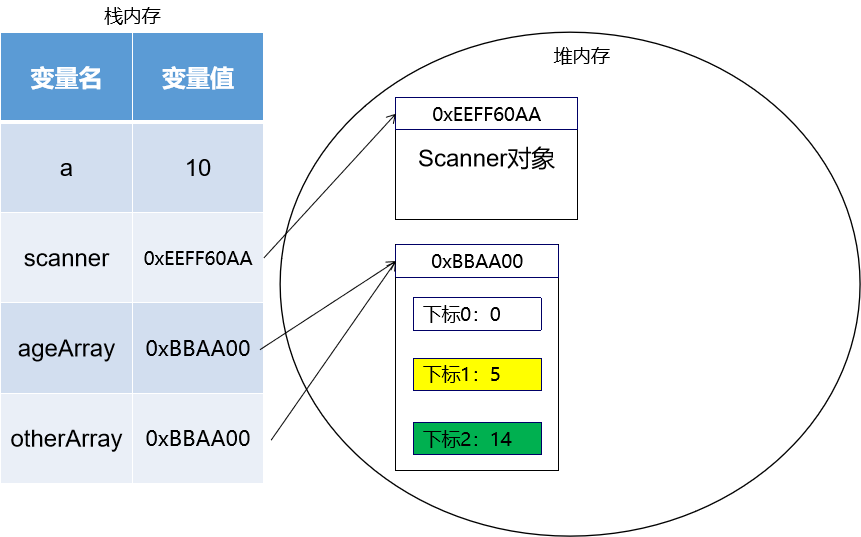 栈内存
变量名 变量值
a 10
scanner 0xEEFF60AA
ageArray 0xBBAA00
otherArray 0xBBAA00
堆内存
0xEEFF60AA
Scanner对象
0xBBAA00
下标0：0
下标1：5
下标2：14